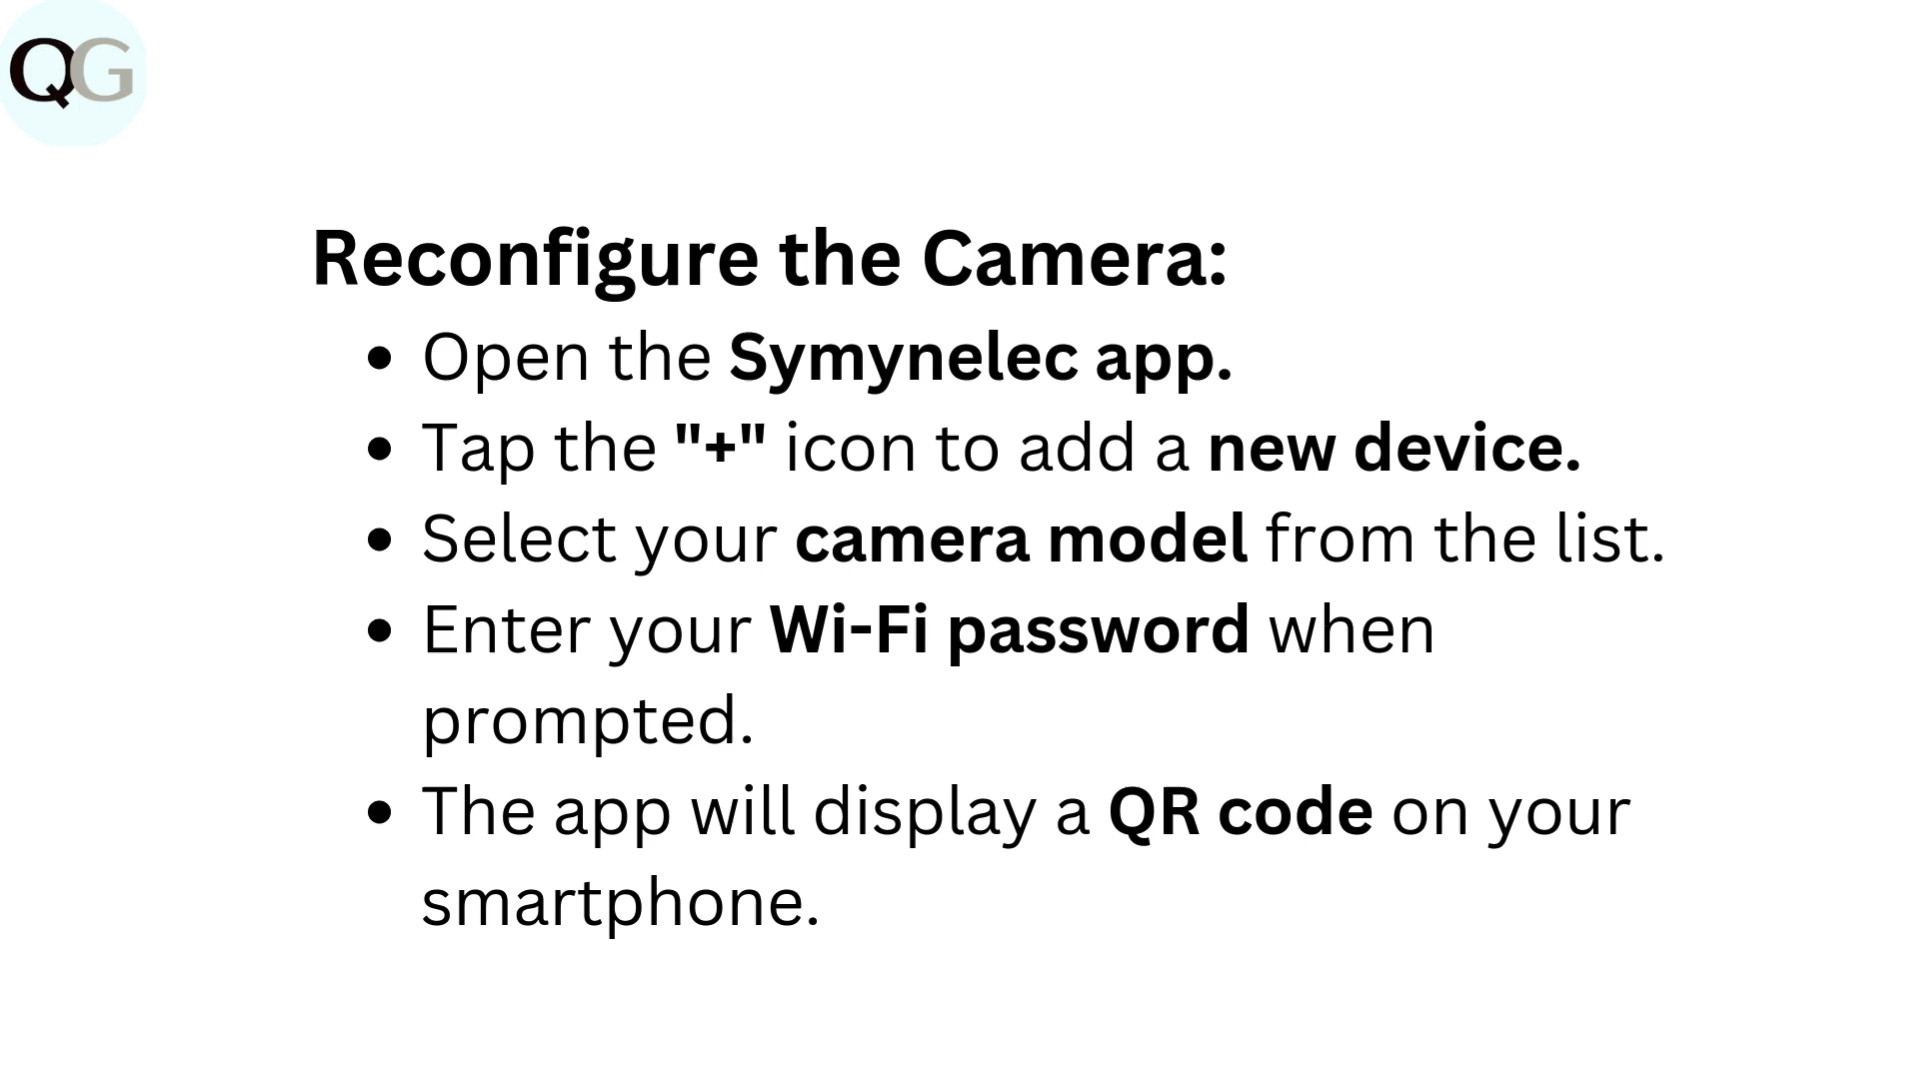 QG
Reconfigure the Camera:
• Open the Symynelec app.
• Tap the "+" icon to add a new device.
• Select your camera model from the list.
• Enter your Wi-Fi password when
prompted.
• The app will display a QR code on your
smartphone.